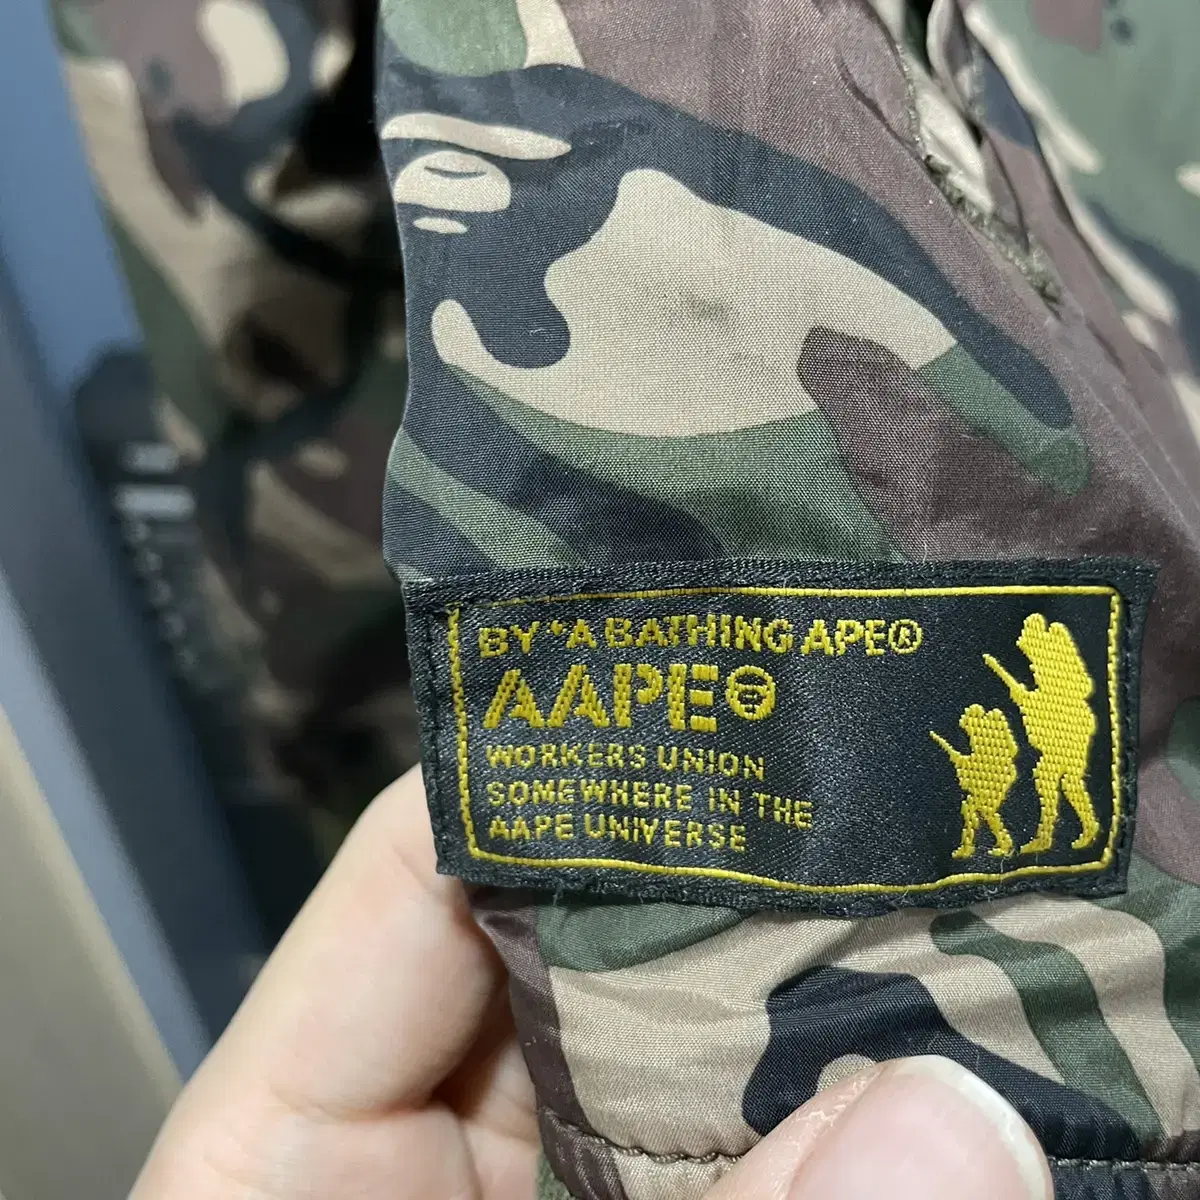 BY *A BATHING APE®
AAPE
WORKERS UNION
SOMEWHERE IN THE
AAPE UNIVERSE